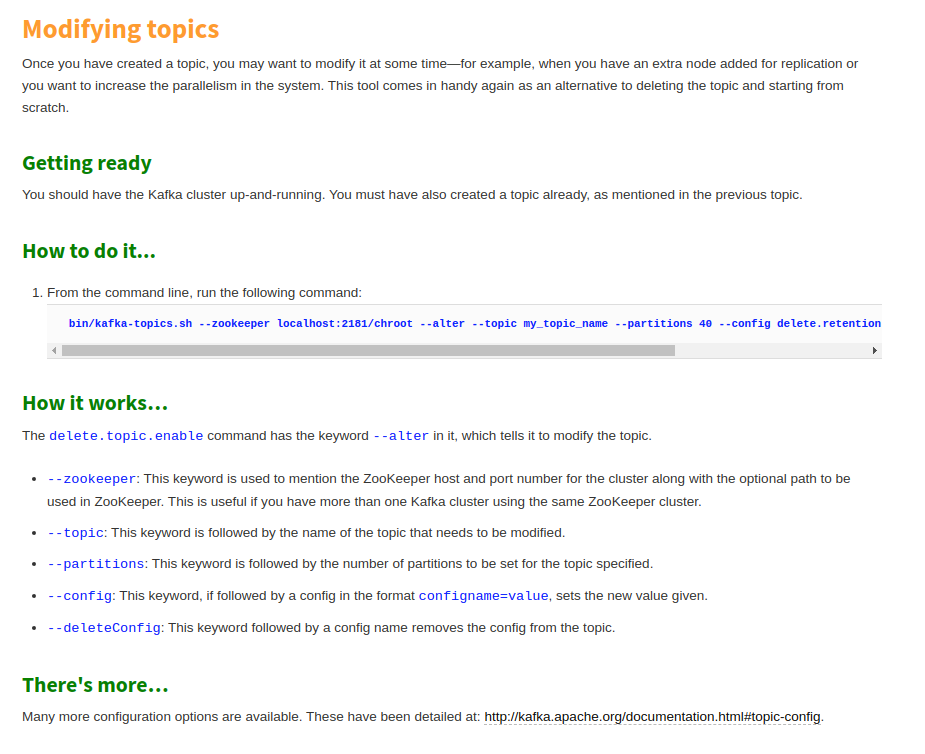 Modifying topics
Once you have created a topic, you may want to modify it at some time—for example, when you have an extra node added for replication or
you want to increase the parallelism in the system. This tool comes in handy again as an alternative to deleting the topic and starting from
scratch.
Getting ready
You should have the Kafka cluster up-and-running. You must have also created a topic already, as mentioned in the previous topic.
How to do it...
1. From the command line, run the following command:
bin/kafka-topics.sh --zookeeper localhost:2181/chroot --alter --topic my_topic_name --partitions 40 --config delete.retention
How it works...
The delete.topic.enable command has the keyword --alter in it, which tells it to modify the topic.
• --zookeeper: This keyword is used to mention the ZooKeeper host and port number for the cluster along with the optional path to be
used in ZooKeeper. This is useful if you have more than one Kafka cluster using the same ZooKeeper cluster.
• --topic: This keyword is followed by the name of the topic that needs to be modified.
• --partitions: This keyword is followed by the number of partitions to be set for the topic specified.
• --config: This keyword, if followed by a config in the format configname=value, sets the new value given.
• --deleteConfig: This keyword followed by a config name removes the config from the topic.
There's more...
Many more configuration options are available. These have been detailed at: http://kafka.apache.org/documentation.html#topic-config.